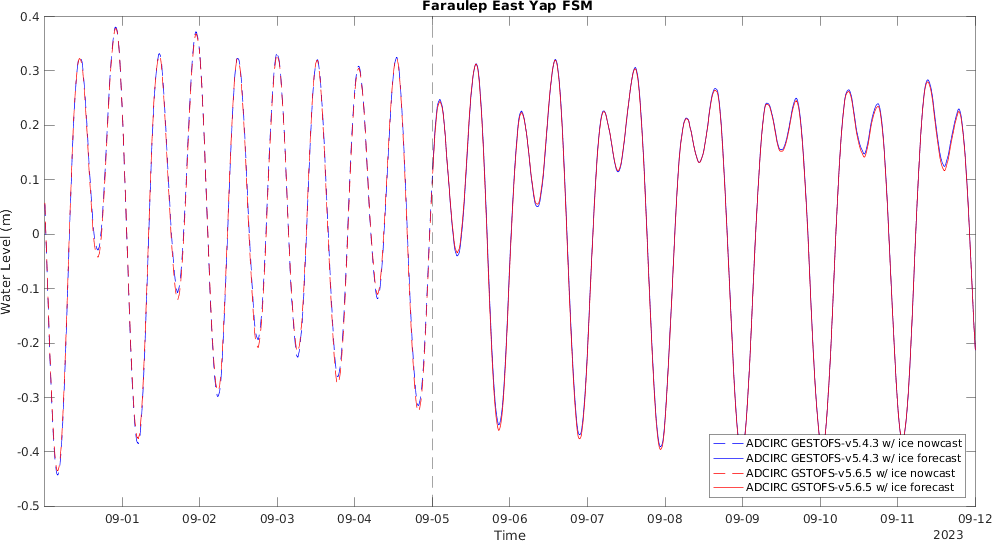 Faraulep East Yap FSM
0.4
0.3
0.2
0.1
0
-0.1
-0.2
-0.3
-0.4
-0.5
Water Level (m)
ADCIRC GESTOFS-v5.4.3 w/ ice nowcast
ADCIRC GESTOFS-v5.4.3 w/ ice forecast
ADCIRC GSTOFS-v5.6.5 w/ ice nowcast
ADCIRC GSTOFS-v5.6.5 w/ ice forecast
09-01 09-02 09-03 09-04 09-05 09-06 09-07 09-08 09-09 09-10 09-11 09-12
Time
2023